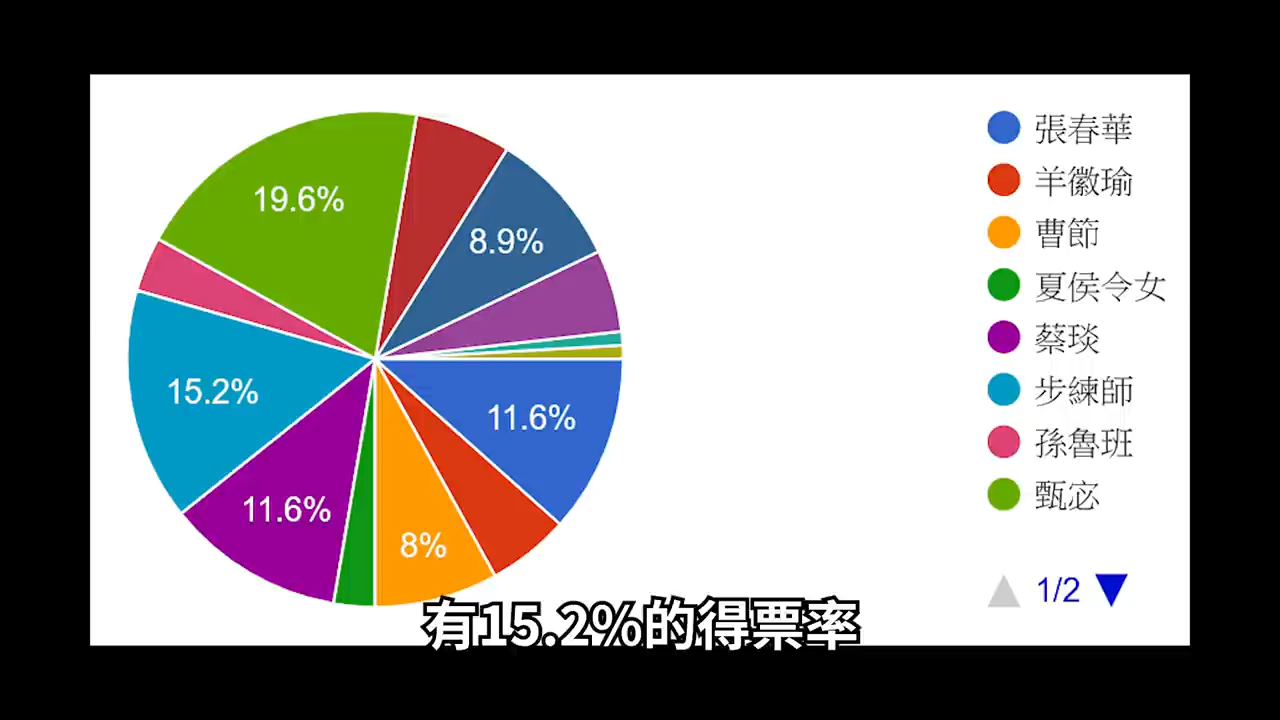 19.6%
8.9%
15.2%
11.6%
11.6%
8%
張春華
羊徽瑜
曹節
夏侯令女
蔡琰
步練師
孫魯班
甄宓
1/2
有15.2%的得票率